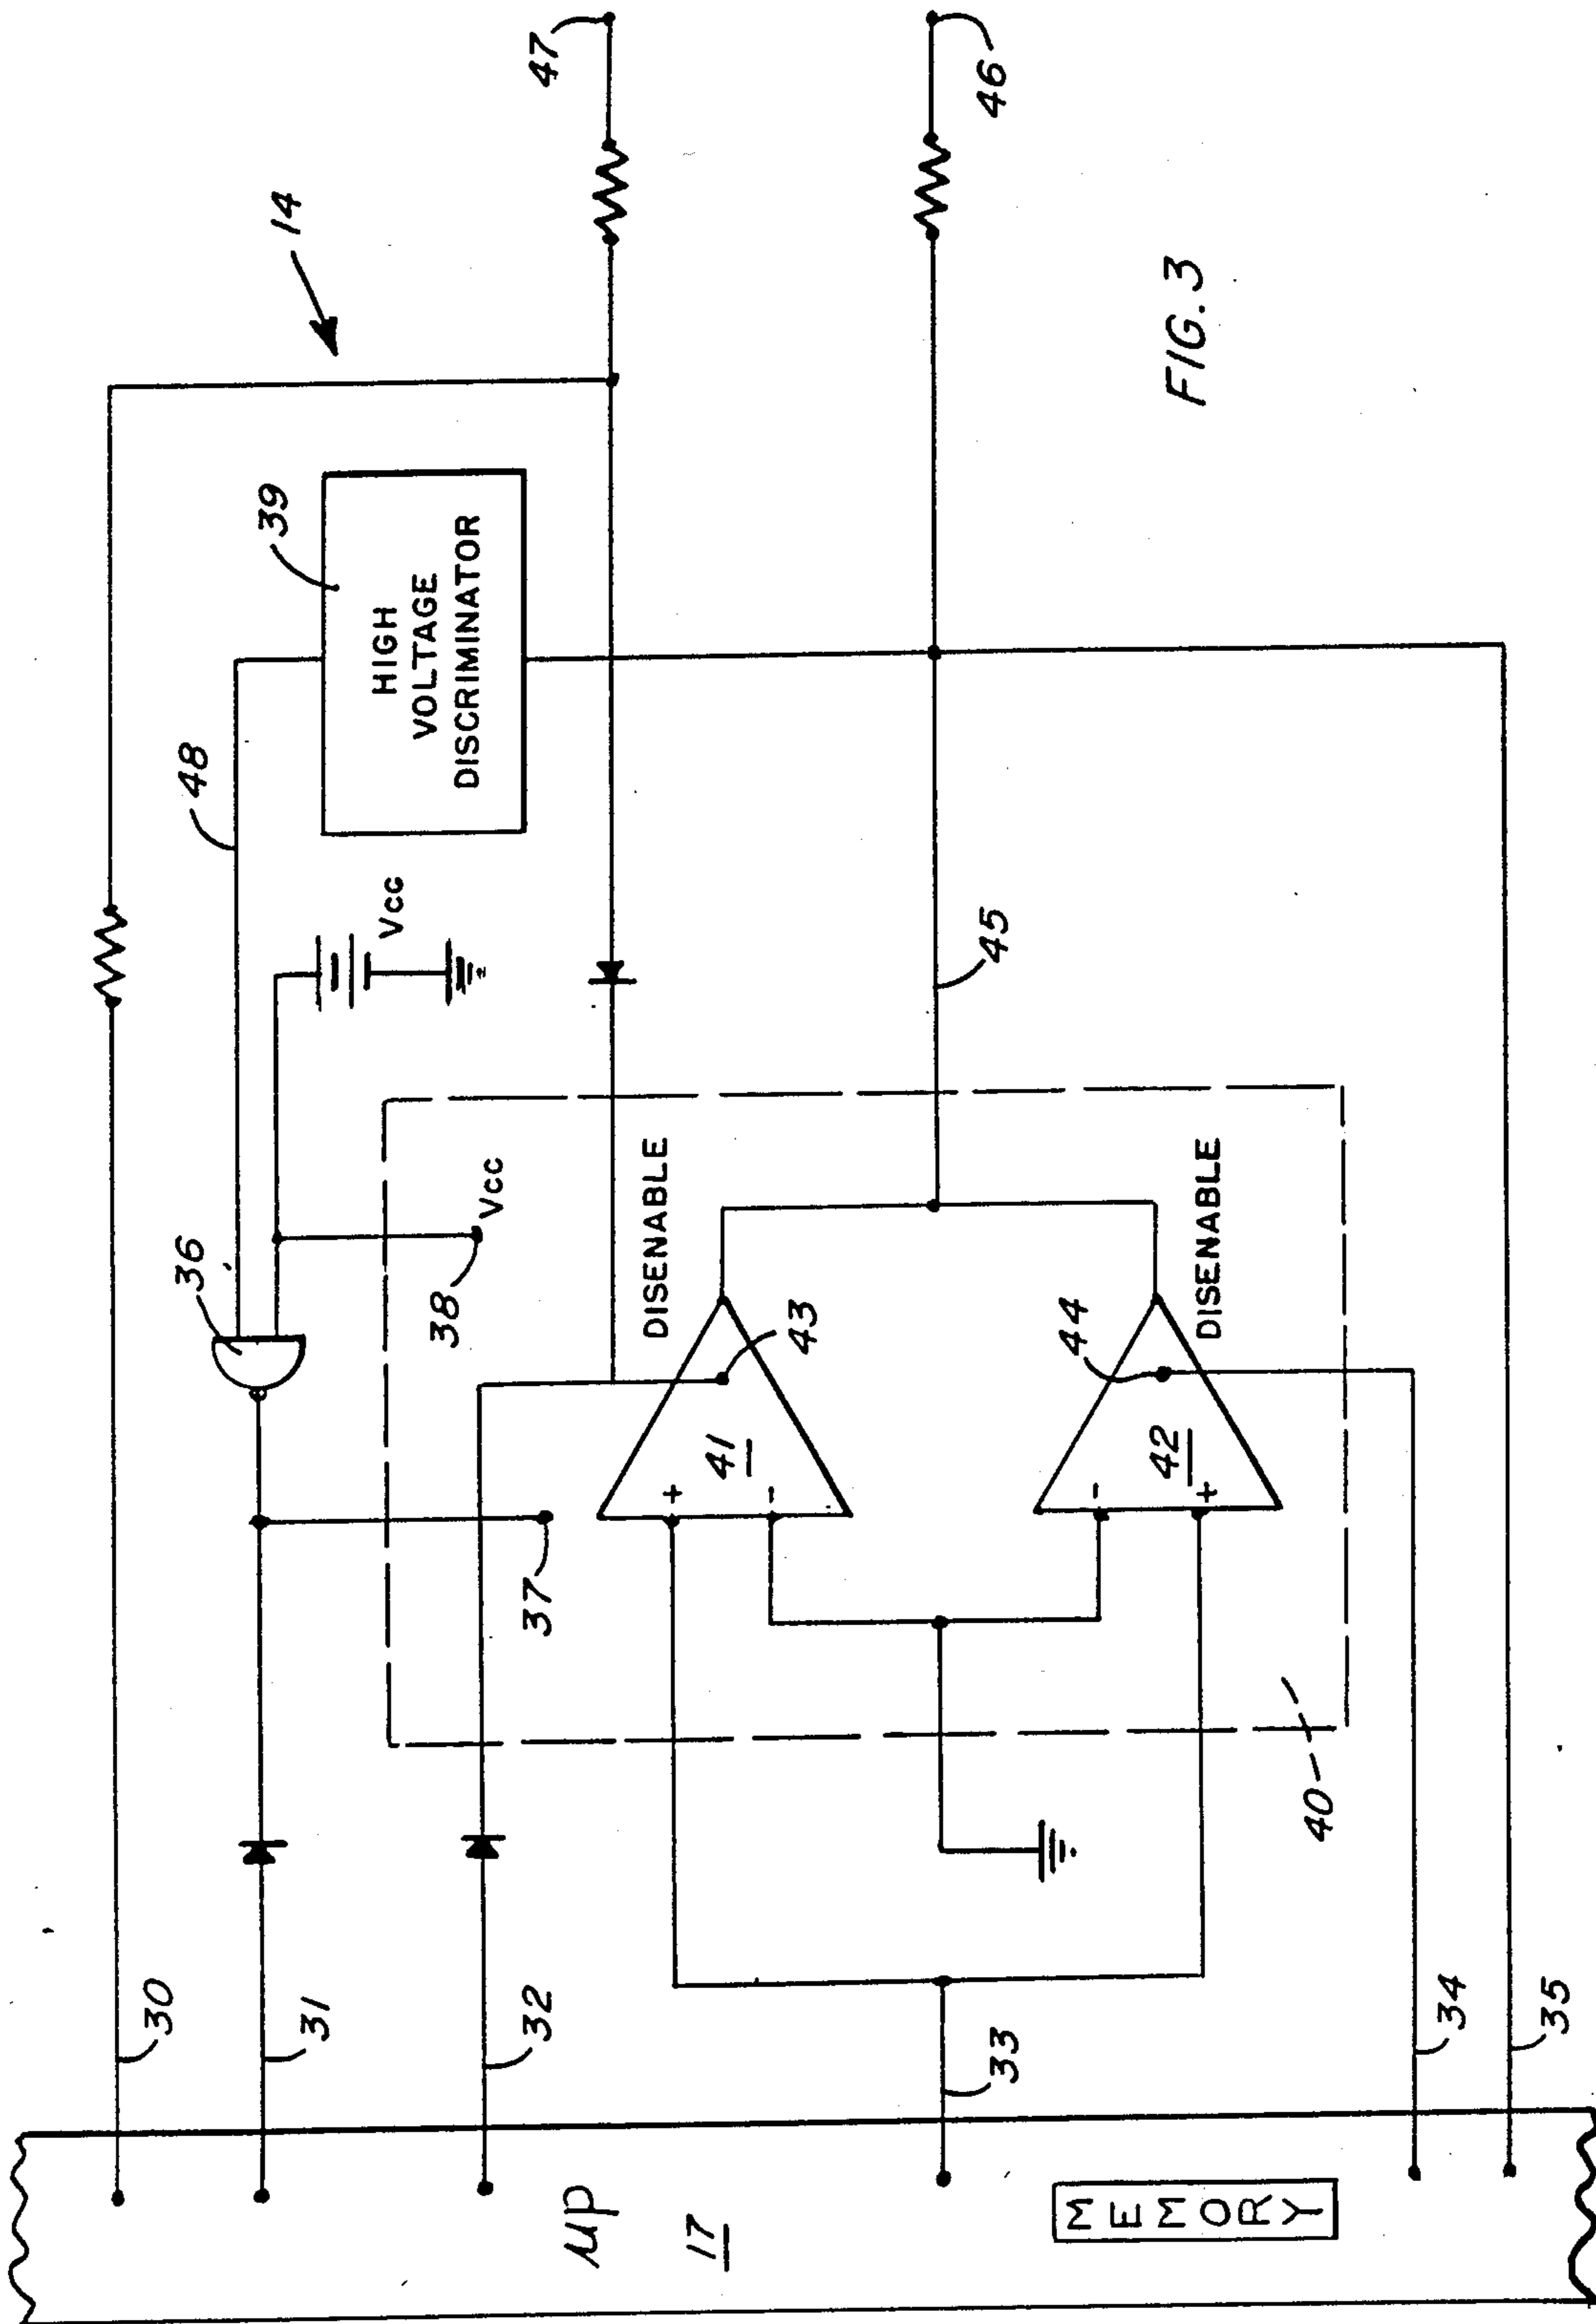 30
36
48
14
31
39
HIGH
VOLTAGE
DISCRIMINATOR
Vcc
38
Vcc
32
37
47
μp
17
DISENABLE
+
41
-
43
45
46
33
44
-
42
+
DISENABLE
M
E
M
O
R
Y
FIG. 3
40
34
35